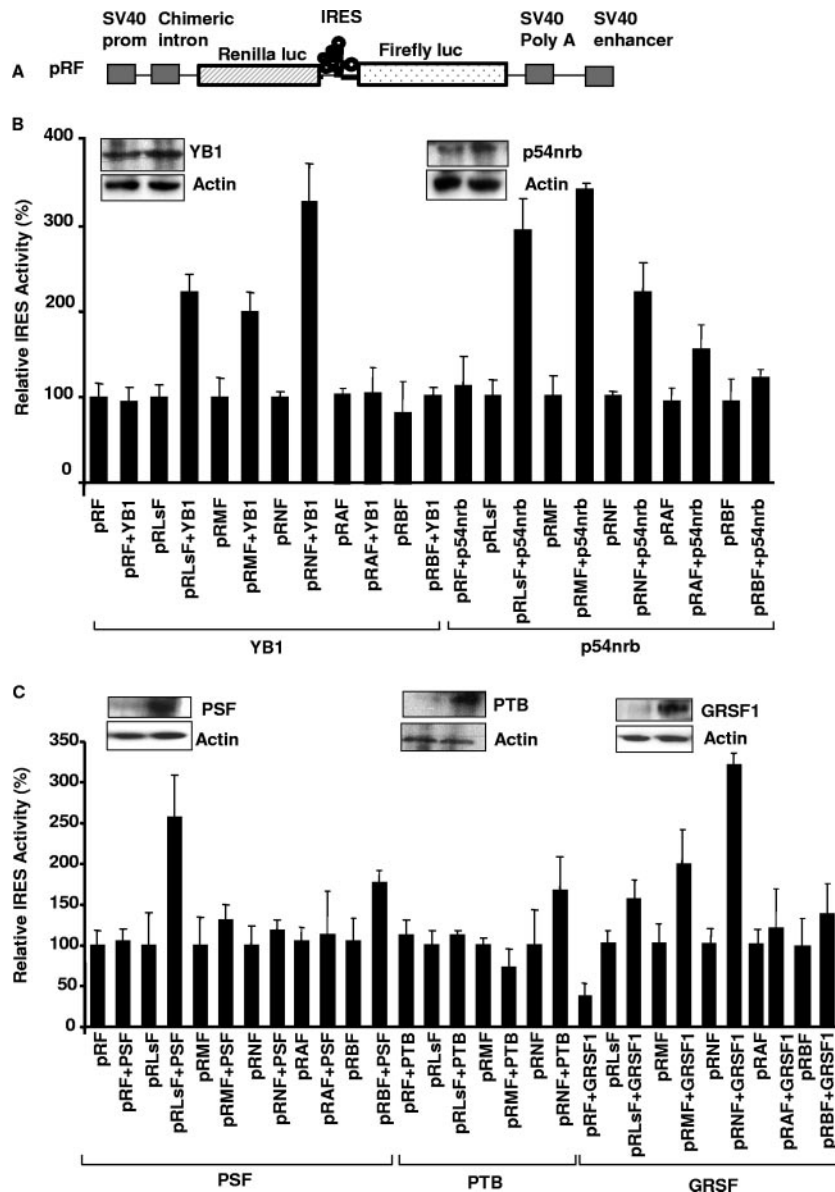 A
pRF
SV40 prom
Chimeric intron
Renilla luc
IRES
Firefly luc
SV40 Poly A
SV40 enhancer
B
Relative IRES Activity (%)
400
300
200
100
0
YB1
Actin
p54nrb
Actin
pRF
pRF+YB1
pRLsF
pRLsF+YB1
pRMF
pRMF+YB1
pRNF
pRNF+YB1
pRAF
pRAF+YB1
pRBF
pRBF+YB1
pRF+p54nrb
pRLsF
pRLsF+p54nrb
pRMF
pRMF+p54nrb
pRNF
pRNF+p54nrb
pRAF
pRAF+p54nrb
pRBF
pRBF+p54nrb
YB1
p54nrb
C
Relative IRES Activity (%)
350
300
250
200
150
100
50
0
PSF
Actin
PTB
Actin
GRSF1
Actin
pRF
pRF+PSF
pRLsF
pRLsF+PSF
pRMF
pRMF+PSF
pRNF
pRNF+PSF
pRAF
pRAF+PSF
pRBF
pRBF+PSF
pRF+PTB
pRLsF
pRLsF+PTB
pRMF
pRMF+PTB
pRNF
pRNF+PTB
pRF+GRSF1
pRLsF
pRLsF+GRSF1
pRMF
pRMF+GRSF1
pRNF
pRNF+GRSF1
pRAF
pRAF+GRSF1
pRBF
pRBF+GRSF1
PSF
PTB
GRSF